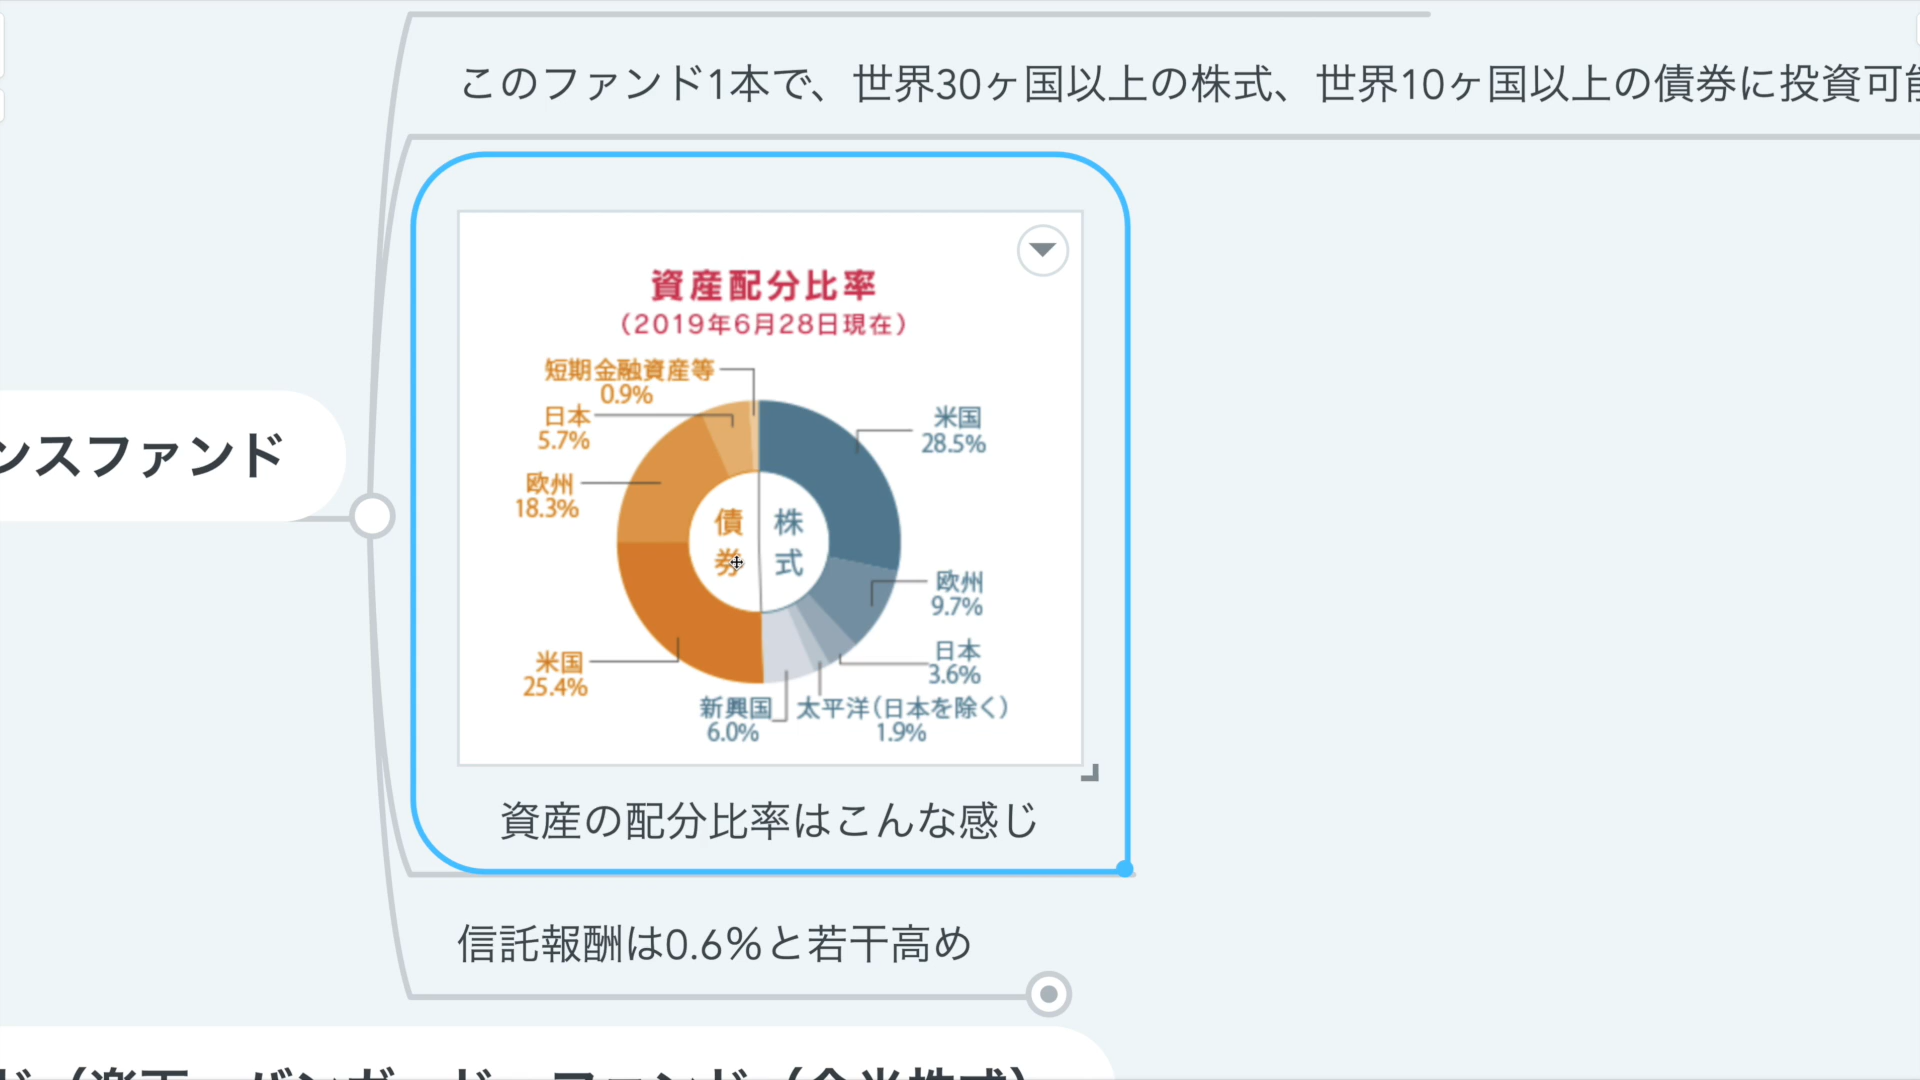 このファンド1本で、世界30ヶ国以上の株式、世界10ヶ国以上の債券に投資可能
ンスファンド
資産配分比率
（2019年6月28日現在）
短期金融資産等
0.9%
日本
5.7%
欧州
18.3%
米国
25.4%
債券
株式
米国
28.5%
欧州
9.7%
日本
3.6%
太平洋（日本を除く）
1.9%
新興国
6.0%
資産の配分比率はこんな感じ
信託報酬は0.6%と若干高め